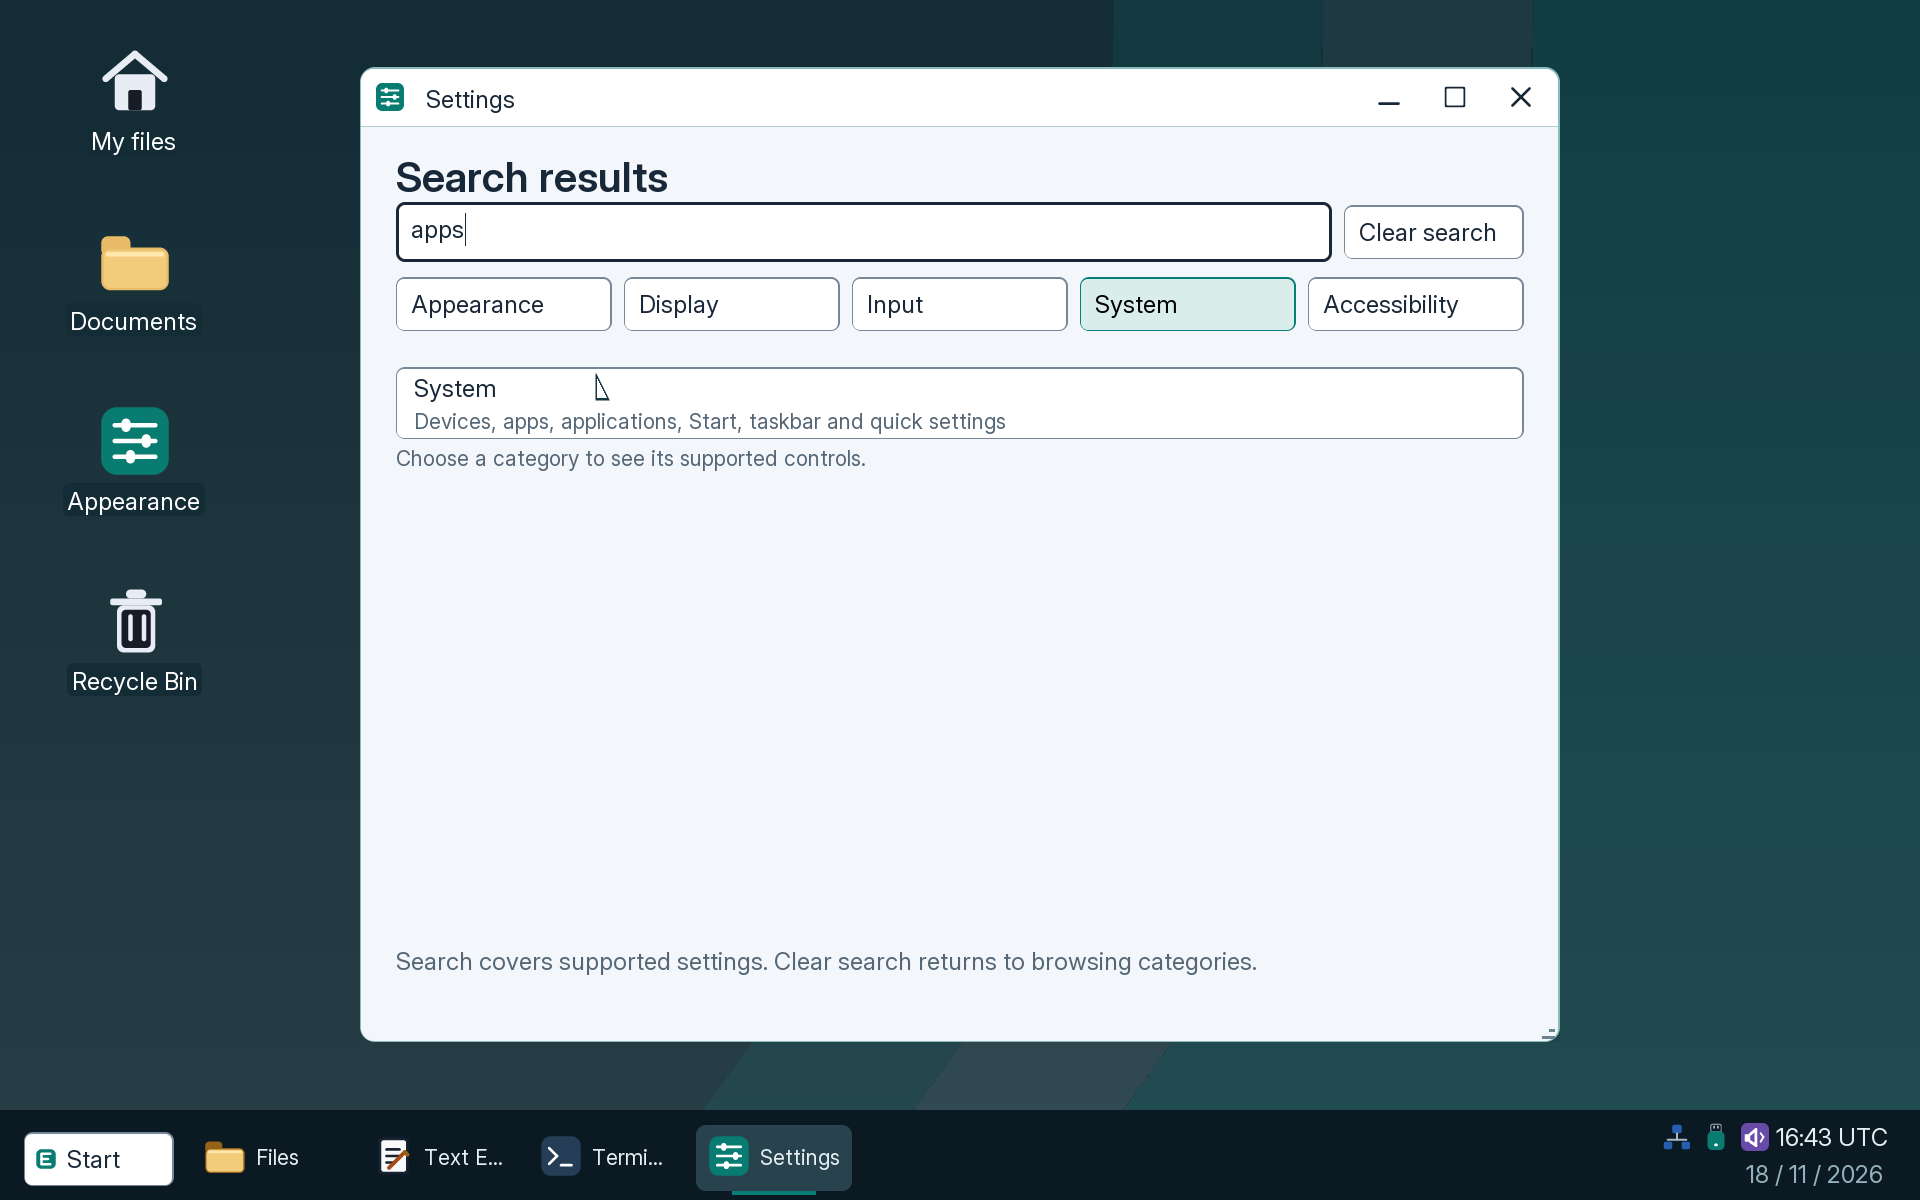 My files
Documents
Appearance
Recycle Bin
Settings
Search results
apps
Clear search
Appearance
Display
Input
System
Accessibility
System
Devices, apps, applications, Start, taskbar and quick settings
Choose a category to see its supported controls.
Search covers supported settings. Clear search returns to browsing categories.
Start
Files
Text E...
Termi...
Settings
16:43 UTC
18 / 11 / 2026